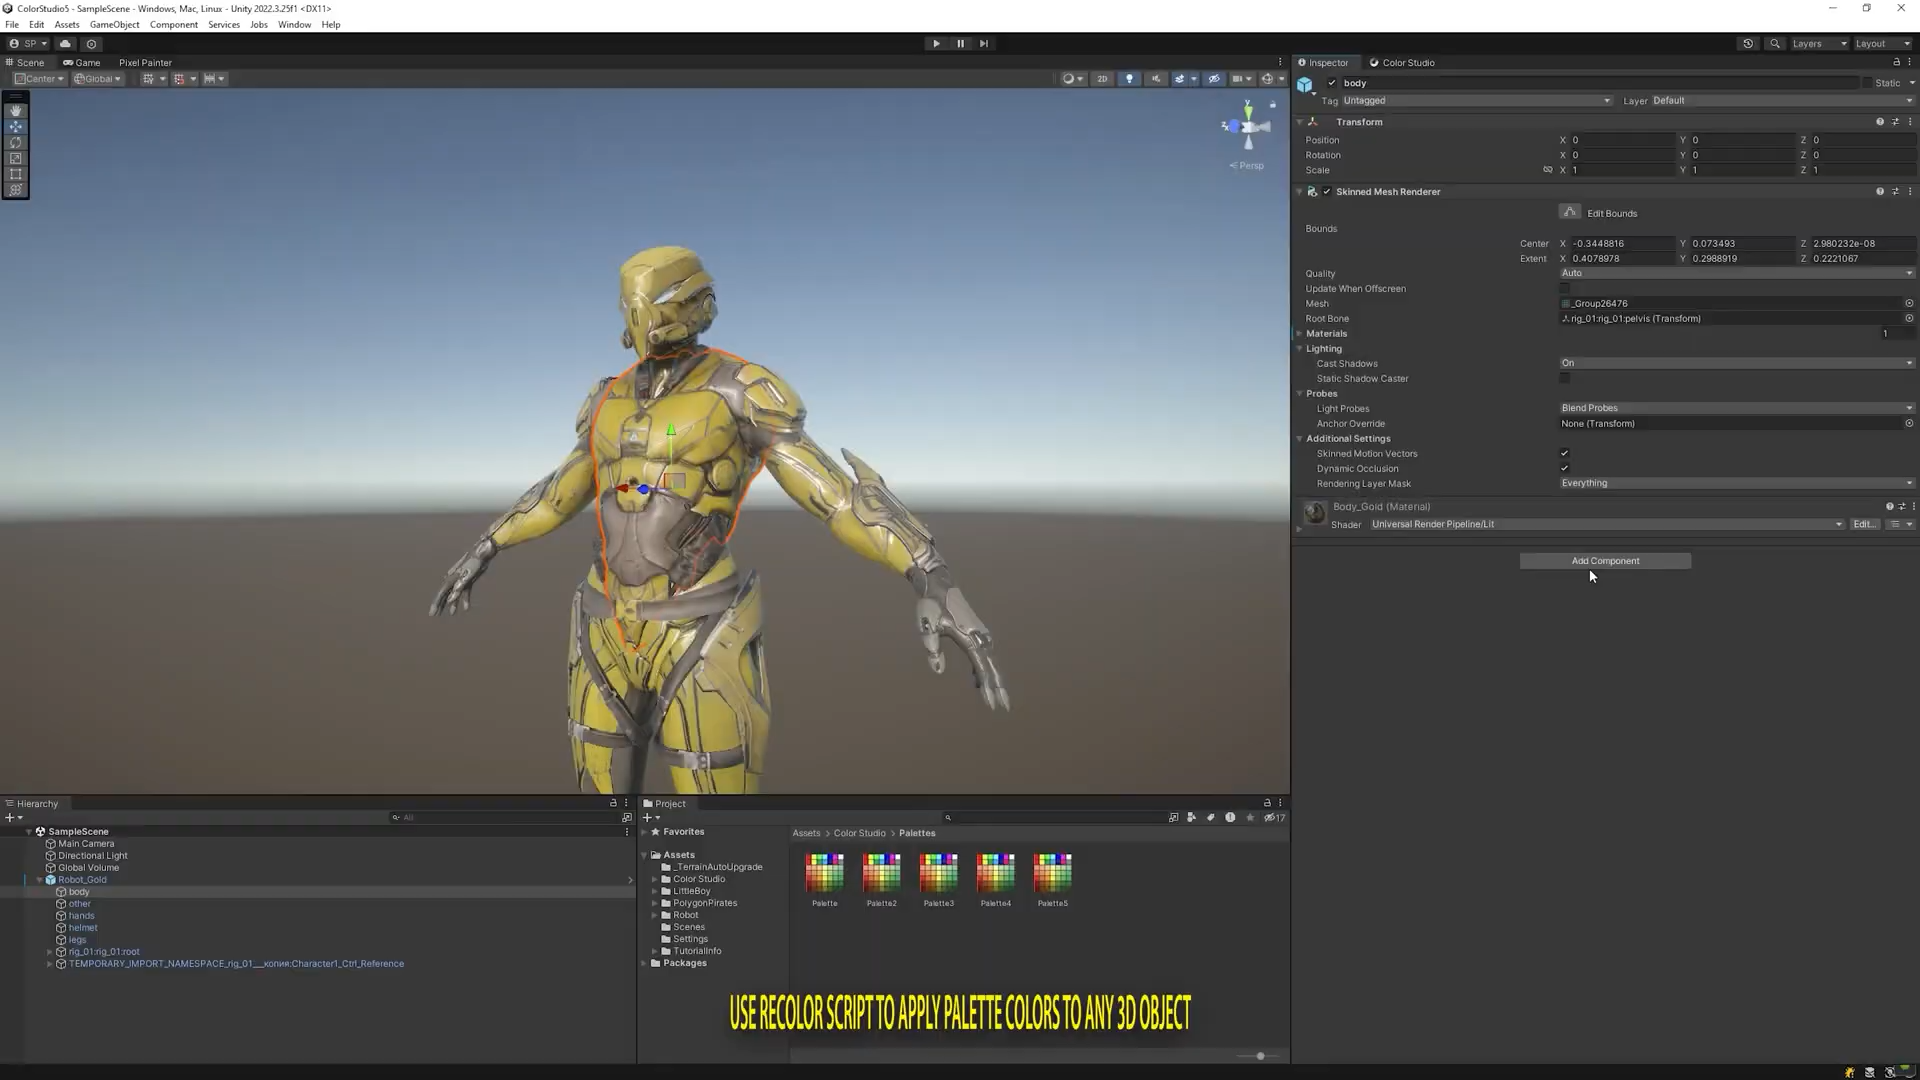 ColorStudio5 - SampleScene - Windows, Mac, Linux - Unity 2022.3.25f1 <DX11>
File Edit Assets GameObject Component Services Jobs Window Help
SP Layers Layout
Scene Game Pixel Painter
Center Global 2D
y
Persp
Inspector Color Studio
body Static
Tag Untagged Layer Default
Transform
Position X 0 Y 0 Z 0
Rotation X 0 Y 0 Z 0
Scale X 1 Y 1 Z 1
Skinned Mesh Renderer
Edit Bounds
Bounds
Center X -0.3448816 Y 0.073493 Z 2.980232e-08
Extent X 0.4078978 Y 0.2988919 Z 0.2221067
Quality Auto
Update When Offscreen
Mesh _Group26476
Root Bone rig_01:rig_01:pelvis (Transform)
Materials 1
Lighting
Cast Shadows On
Static Shadow Caster
Probes
Light Probes Blend Probes
Anchor Override None (Transform)
Additional Settings
Skinned Motion Vectors
Dynamic Occlusion
Rendering Layer Mask Everything
Body_Gold (Material)
Shader Universal Render Pipeline/Lit Edit...
Add Component
Hierarchy
All
SampleScene
Main Camera
Directional Light
Global Volume
Robot_Gold
body
other
hands
helmet
legs
rig_01:rig_01:root
TEMPORARY_IMPORT_NAMESPACE_rig_01__копия:Character1_Ctrl_Reference
Project
17
Favorites
Assets
_TerrainAutoUpgrade
Color Studio
LittleBoy
PolygonPirates
Robot
Scenes
Settings
TutorialInfo
Packages
Assets > Color Studio > Palettes
Palette Palette2 Palette3 Palette4 Palette5
USE RECOLOR SCRIPT TO APPLY PALETTE COLORS TO ANY 3D OBJECT